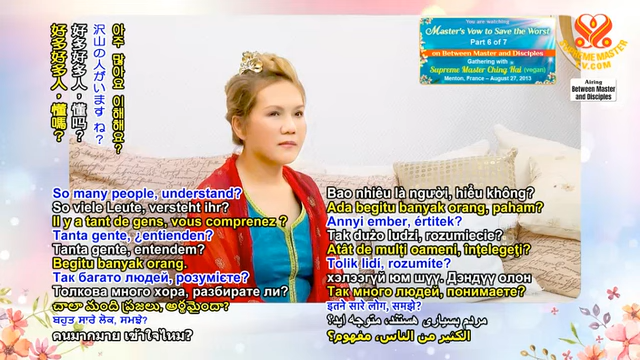 You are watching
Master's Vow to Save the Worst
Part 6 of 7
on Between Master and Disciples
Gathering with
Supreme Master Ching Hai (vegan)
Menton, France – August 27, 2013
SUPREME MASTER
TV.COM
Airing
Between Master
and Disciples
아주 많아요 이해해요?
沢山の人がいます ね?
好多好多人，懂吗?
好多好多人，懂嗎?
So many people, understand?
So viele Leute, versteht ihr?
Il y a tant de gens, vous comprenez ?
Tanta gente, ¿entienden?
Tanta gente, entendem?
Begitu banyak orang.
Так багато людей, розумієте?
Толкова много хора, разбирате ли?
చాలా మంది ప్రజలు, అర్థమైందా?
ਬਹੁਤ ਸਾਰੇ ਲੋਕ, ਸਮਝੇ?
คนมากมาย เข้าใจไหม?
Bao nhiêu là người, hiểu không?
Ada begitu banyak orang, paham?
Annyi ember, értitek?
Tak dużo ludzi, rozumiecie?
Atât de mulţi oameni, înţelegeţi?
Tolik lidí, rozumíte?
хэлээгүй юм шүү. Дэндүү олон
Так много людей, понимаете?
इतने सारे लोग, समझे?
مردم بسیاری هستند، متوجه اید؟
الكثير من الناس، مفهوم؟